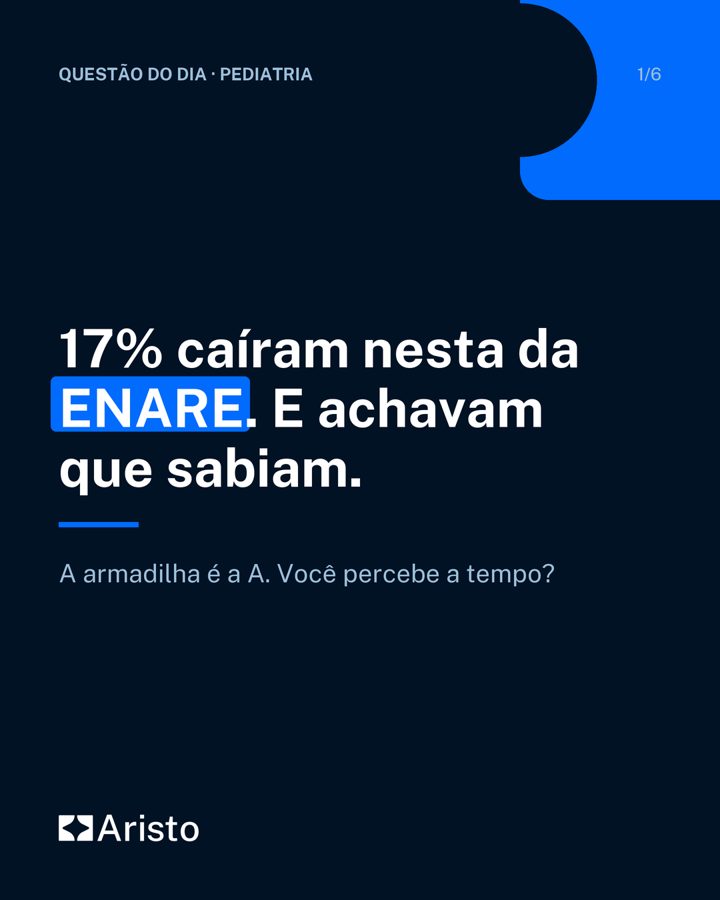 QUESTÃO DO DIA · PEDIATRIA
1/6
17% caíram nesta da
ENARE. E achavam
que sabiam.
A armadilha é a A. Você percebe a tempo?
Aristo